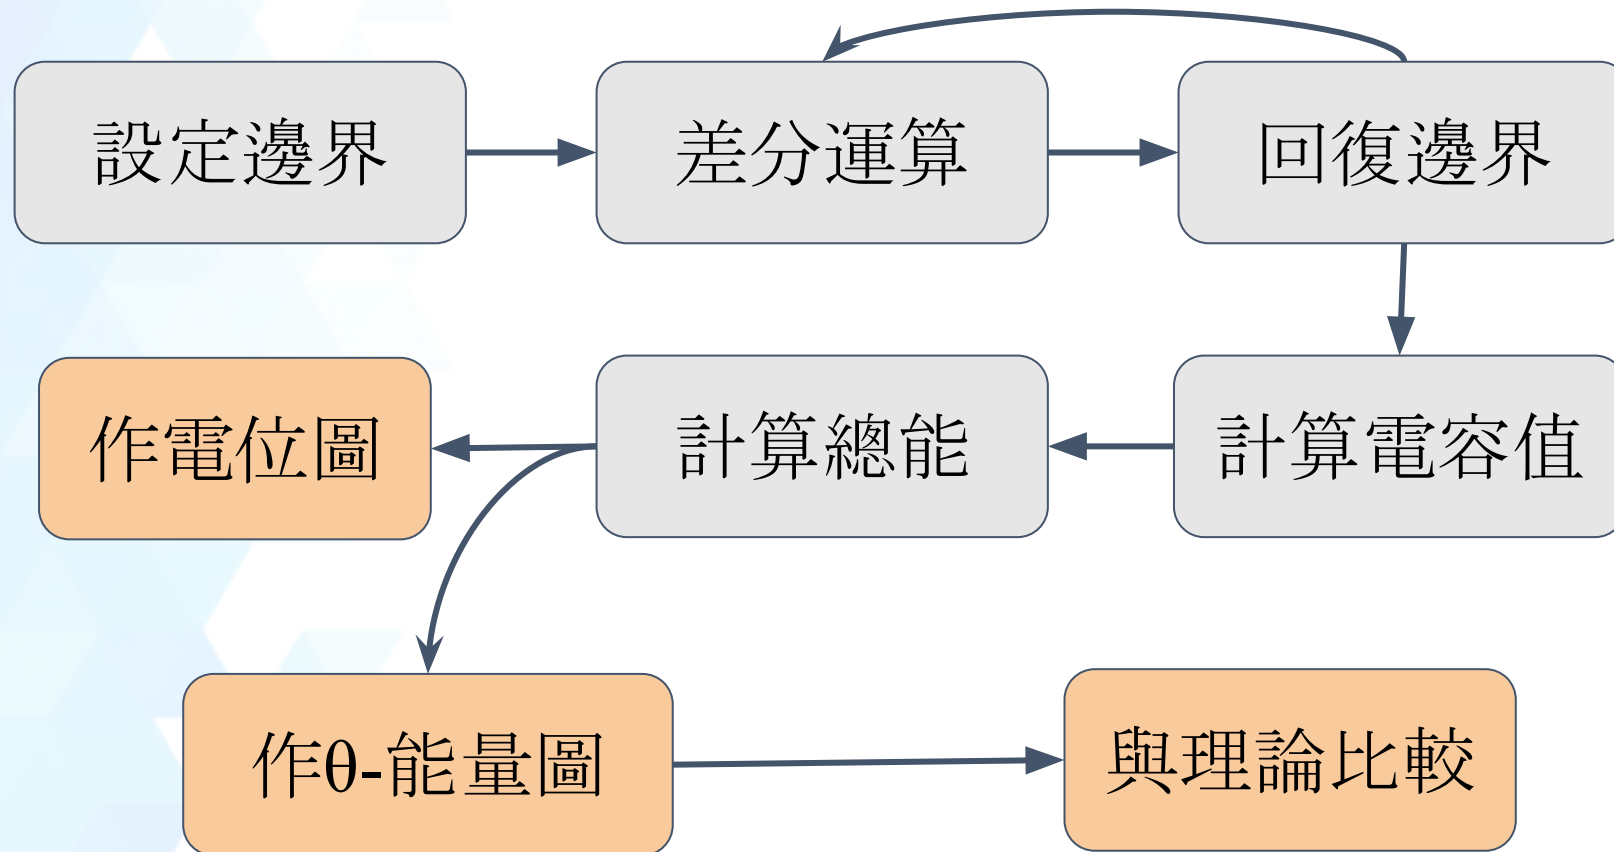 設定邊界
差分運算
回復邊界
作電位圖
計算總能
計算電容值
作θ-能量圖
與理論比較